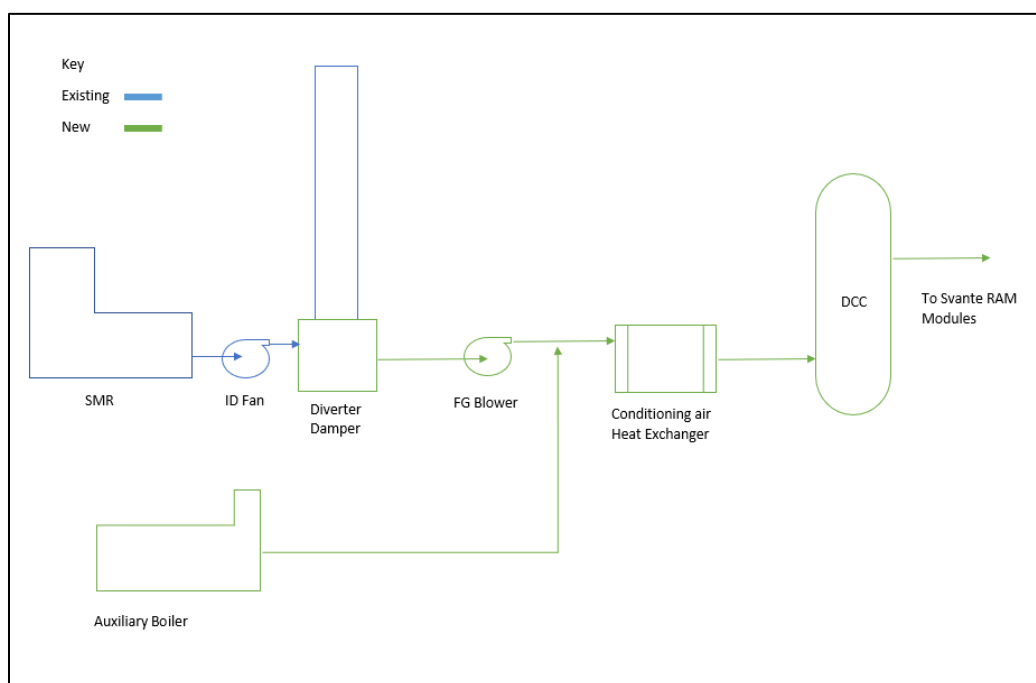 Key
Existing
New
SMR
ID Fan
Diverter
Damper
FG Blower
Conditioning air
Heat Exchanger
DCC
To Svante RAM
Modules
Auxiliary Boiler